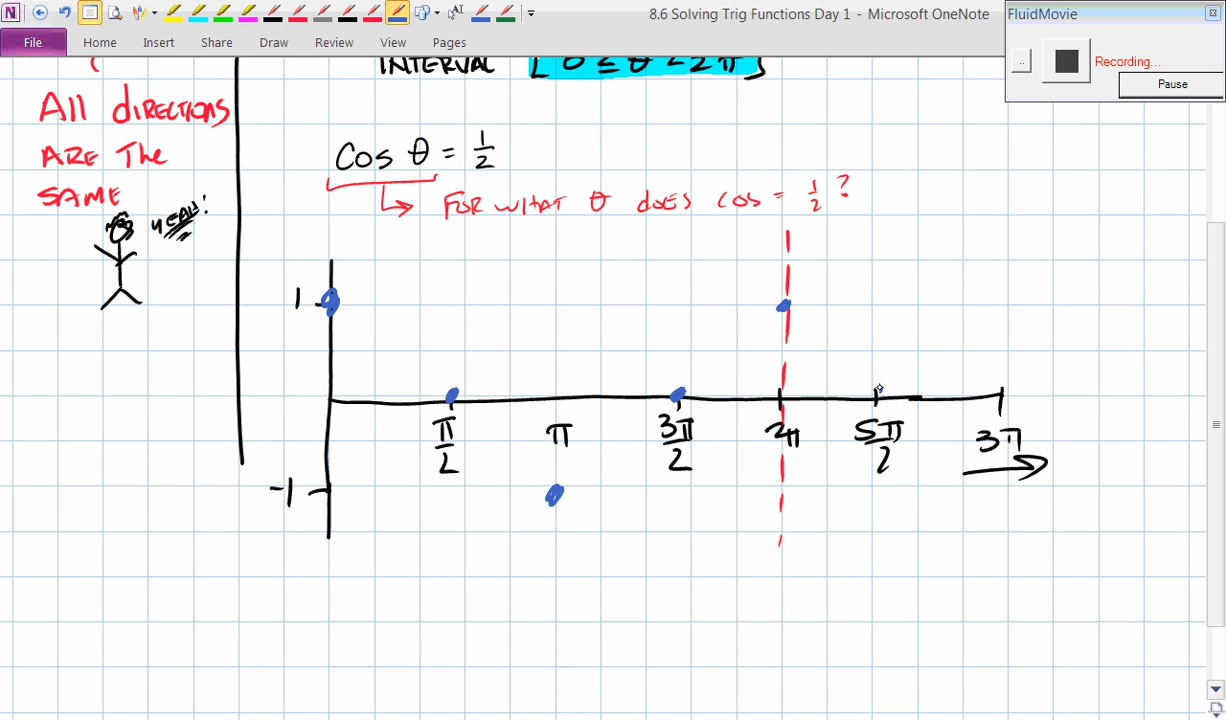 8.6 Solving Trig Functions Day 1 - Microsoft OneNote
FluidMovie
File Home Insert Share Draw Review View Pages
..
Recording...
Pause
INTERVAL [0 ≤ θ < 2π]
All dIRECTIONS
ARE The
SAME
YEAH!
Cos θ = 1/2
FOR WHAT θ DOES COS = 1/2 ?
1
π/2 π 3π/2 2π 5π/2 3π
-1